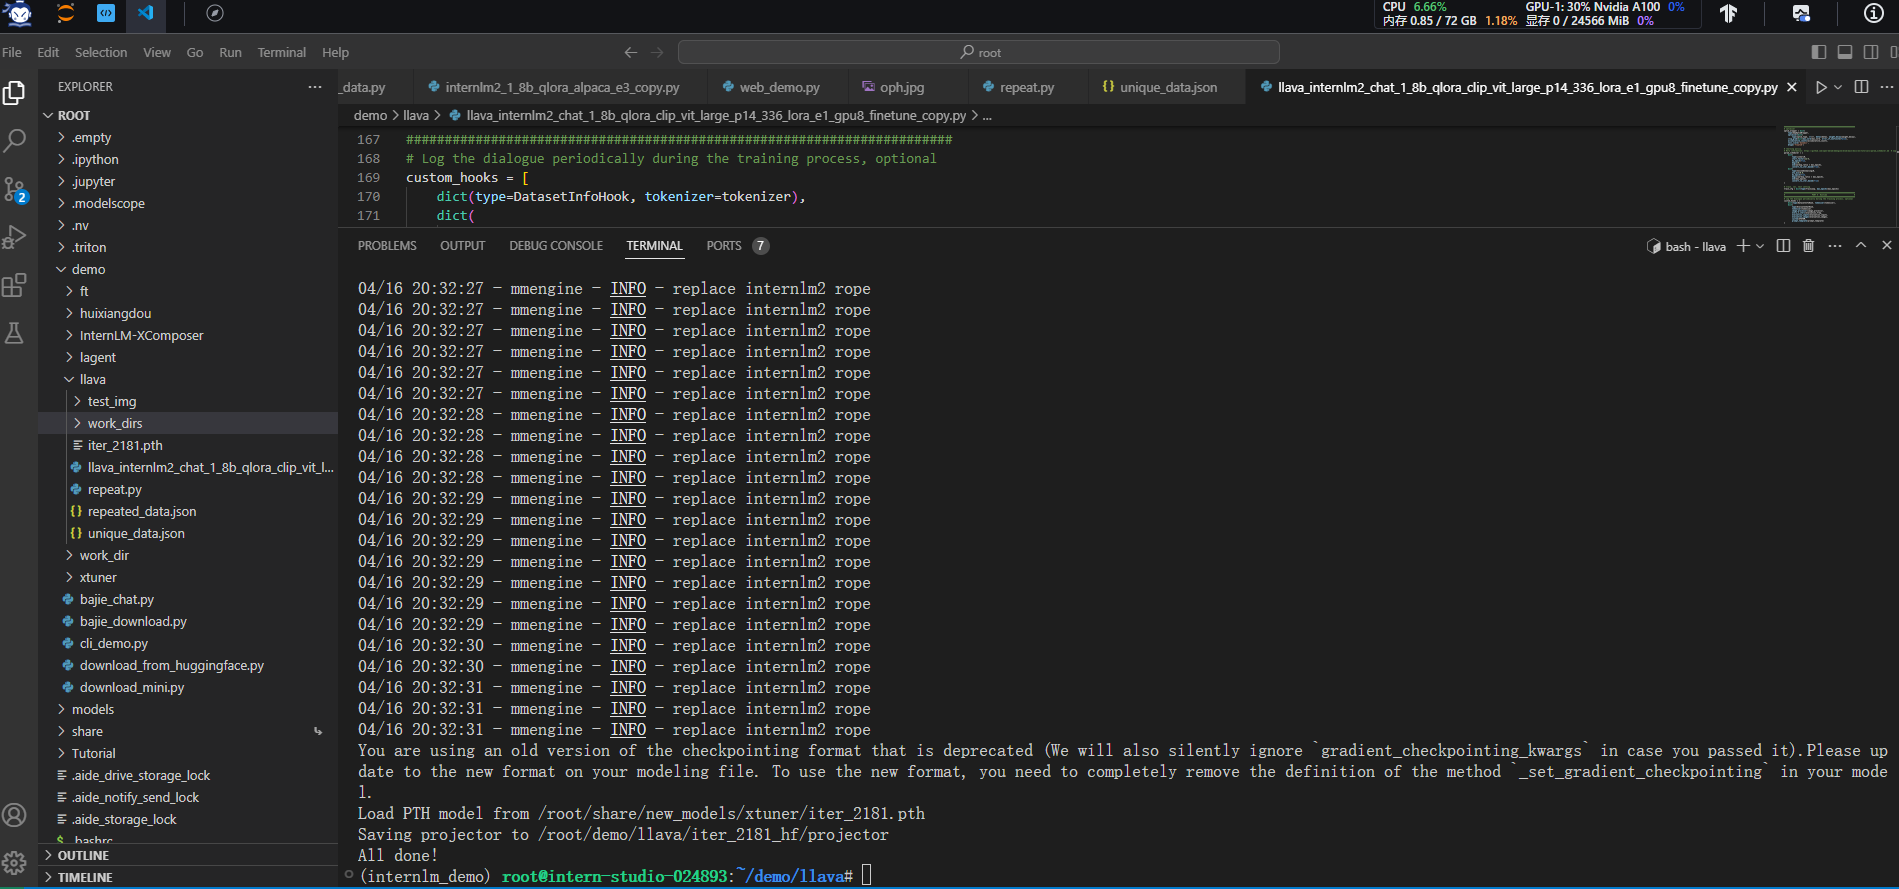 CPU 6.66% GPU-1: 30% Nvidia A100 0%
内存 0.85 / 72 GB 1.18% 显存 0 / 24566 MiB 0%
File Edit Selection View Go Run Terminal Help
root
EXPLORER
_data.py internlm2_1_8b_qlora_alpaca_e3_copy.py web_demo.py oph.jpg repeat.py unique_data.json llava_internlm2_chat_1_8b_qlora_clip_vit_large_p14_336_lora_e1_gpu8_finetune_copy.py
demo > llava > llava_internlm2_chat_1_8b_qlora_clip_vit_large_p14_336_lora_e1_gpu8_finetune_copy.py > ...
ROOT
.empty
.ipython
.jupyter
.modelscope
.nv
.triton
demo
ft
huixiangdou
InternLM-XComposer
lagent
llava
test_img
work_dirs
iter_2181.pth
llava_internlm2_chat_1_8b_qlora_clip_vit_l...
repeat.py
repeated_data.json
unique_data.json
work_dir
xtuner
bajie_chat.py
bajie_download.py
cli_demo.py
download_from_huggingface.py
download_mini.py
models
share
Tutorial
.aide_drive_storage_lock
.aide_notify_send_lock
.aide_storage_lock
.bashrc
OUTLINE
TIMELINE
2
167 #######################################################################
168 # Log the dialogue periodically during the training process, optional
169 custom_hooks = [
170 dict(type=DatasetInfoHook, tokenizer=tokenizer),
171 dict(
PROBLEMS OUTPUT DEBUG CONSOLE TERMINAL PORTS 7
bash - llava
04/16 20:32:27 - mmengine - INFO - replace internlm2 rope
04/16 20:32:27 - mmengine - INFO - replace internlm2 rope
04/16 20:32:27 - mmengine - INFO - replace internlm2 rope
04/16 20:32:27 - mmengine - INFO - replace internlm2 rope
04/16 20:32:27 - mmengine - INFO - replace internlm2 rope
04/16 20:32:27 - mmengine - INFO - replace internlm2 rope
04/16 20:32:28 - mmengine - INFO - replace internlm2 rope
04/16 20:32:28 - mmengine - INFO - replace internlm2 rope
04/16 20:32:28 - mmengine - INFO - replace internlm2 rope
04/16 20:32:28 - mmengine - INFO - replace internlm2 rope
04/16 20:32:29 - mmengine - INFO - replace internlm2 rope
04/16 20:32:29 - mmengine - INFO - replace internlm2 rope
04/16 20:32:29 - mmengine - INFO - replace internlm2 rope
04/16 20:32:29 - mmengine - INFO - replace internlm2 rope
04/16 20:32:29 - mmengine - INFO - replace internlm2 rope
04/16 20:32:29 - mmengine - INFO - replace internlm2 rope
04/16 20:32:29 - mmengine - INFO - replace internlm2 rope
04/16 20:32:30 - mmengine - INFO - replace internlm2 rope
04/16 20:32:30 - mmengine - INFO - replace internlm2 rope
04/16 20:32:31 - mmengine - INFO - replace internlm2 rope
04/16 20:32:31 - mmengine - INFO - replace internlm2 rope
04/16 20:32:31 - mmengine - INFO - replace internlm2 rope
You are using an old version of the checkpointing format that is deprecated (We will also silently ignore `gradient_checkpointing_kwargs` in case you passed it).Please up
date to the new format on your modeling file. To use the new format, you need to completely remove the definition of the method `_set_gradient_checkpointing` in your mode
l.
Load PTH model from /root/share/new_models/xtuner/iter_2181.pth
Saving projector to /root/demo/llava/iter_2181_hf/projector
All done!
(internlm_demo) root@intern-studio-024893:~/demo/llava#